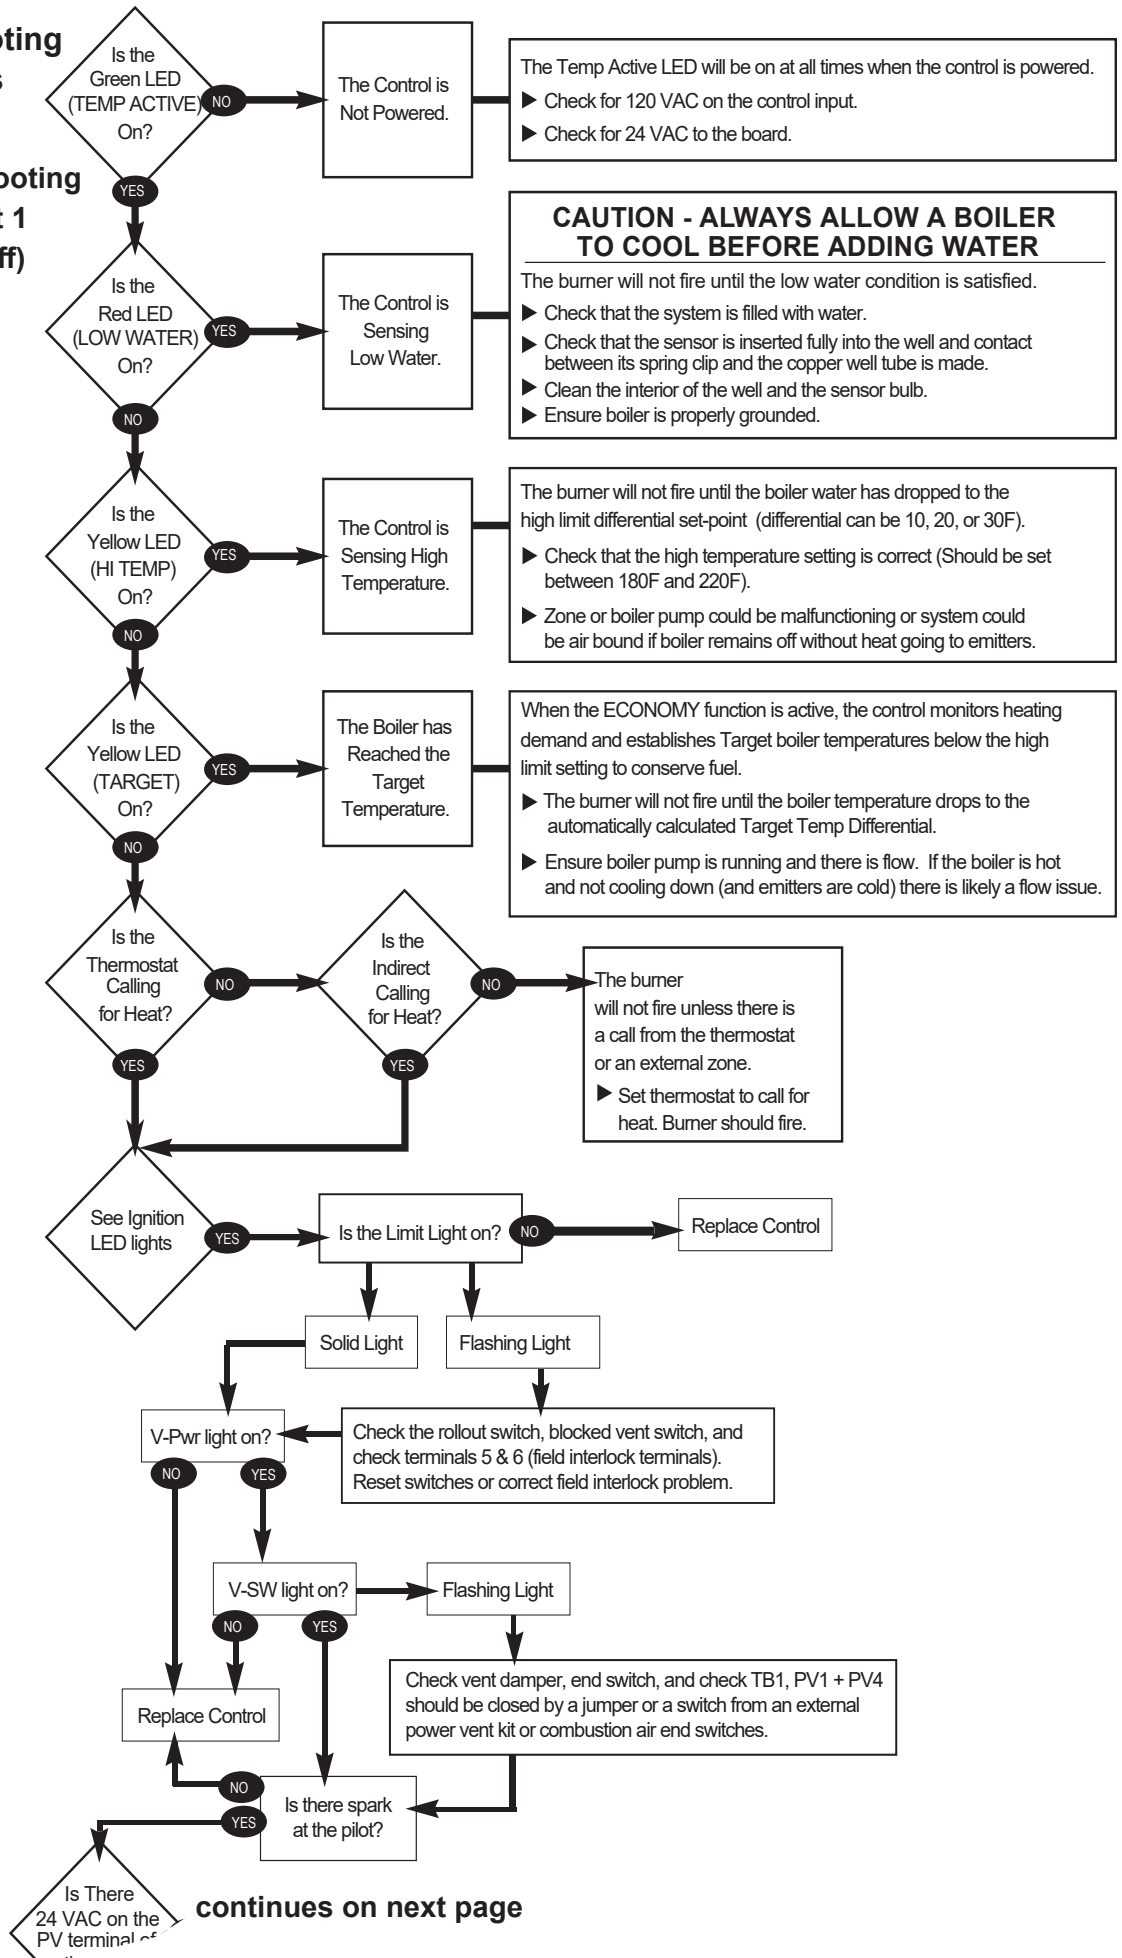 oting
s
ooting
t 1
ff)
Is the
Green LED
(TEMP ACTIVE)
On?
NO
The Control is
Not Powered.
The Temp Active LED will be on at all times when the control is powered.
▶ Check for 120 VAC on the control input.
▶ Check for 24 VAC to the board.
YES
Is the
Red LED
(LOW WATER)
On?
YES
The Control is
Sensing
Low Water.
CAUTION - ALWAYS ALLOW A BOILER
TO COOL BEFORE ADDING WATER
The burner will not fire until the low water condition is satisfied.
▶ Check that the system is filled with water.
▶ Check that the sensor is inserted fully into the well and contact
between its spring clip and the copper well tube is made.
▶ Clean the interior of the well and the sensor bulb.
▶ Ensure boiler is properly grounded.
NO
Is the
Yellow LED
(HI TEMP)
On?
YES
The Control is
Sensing High
Temperature.
The burner will not fire until the boiler water has dropped to the
high limit differential set-point (differential can be 10, 20, or 30F).
▶ Check that the high temperature setting is correct (Should be set
between 180F and 220F).
▶ Zone or boiler pump could be malfunctioning or system could
be air bound if boiler remains off without heat going to emitters.
NO
Is the
Yellow LED
(TARGET)
On?
YES
The Boiler has
Reached the
Target
Temperature.
When the ECONOMY function is active, the control monitors heating
demand and establishes Target boiler temperatures below the high
limit setting to conserve fuel.
▶ The burner will not fire until the boiler temperature drops to the
automatically calculated Target Temp Differential.
▶ Ensure boiler pump is running and there is flow. If the boiler is hot
and not cooling down (and emitters are cold) there is likely a flow issue.
NO
Is the
Thermostat
Calling
for Heat?
NO
Is the
Indirect
Calling
for Heat?
NO
The burner
will not fire unless there is
a call from the thermostat
or an external zone.
▶ Set thermostat to call for
heat. Burner should fire.
YES
YES
See Ignition
LED lights
YES
Is the Limit Light on?
NO
Replace Control
Solid Light
Flashing Light
V-Pwr light on?
Check the rollout switch, blocked vent switch, and
check terminals 5 & 6 (field interlock terminals).
Reset switches or correct field interlock problem.
NO
YES
V-SW light on?
Flashing Light
NO
YES
Check vent damper, end switch, and check TB1, PV1 + PV4
should be closed by a jumper or a switch from an external
power vent kit or combustion air end switches.
Replace Control
NO
Is there spark
at the pilot?
YES
Is There
24 VAC on the
PV terminal of
continues on next page